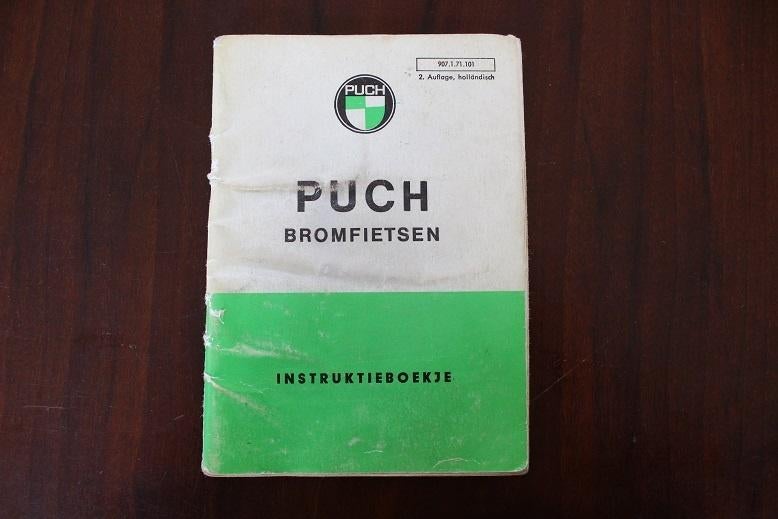 907.1.71.101
2. Auflage, holländisch
PUCH
PUCH
BROMFIETSEN
INSTRUKTIEBOEKJE